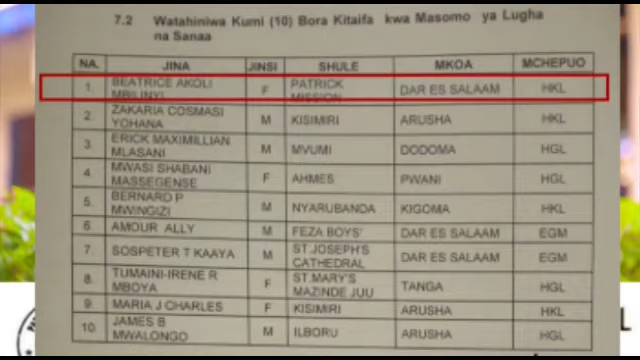 7.2 Watahiniwa Kumi (10) Bora Kitaifa kwa Masomo ya Lugha
na Sanaa
NA. JINA JINSI SHULE MKOA MCHEPUO
1. BEATRICE AKOLI MBILINYI F PATRICK MISSION DAR ES SALAAM HKL
2. ZAKARIA COSMASI YOHANA M KISIMIRI ARUSHA HKL
3. ERICK MAXIMILLIAN MLASANI M MVUMI DODOMA HGL
4. MWASI SHABANI MASSEGENSE F AHMES PWANI HGL
5. BERNARD P MWINGIZI M NYARUBANDA KIGOMA HKL
6. AMOUR ALLY M FEZA BOYS' DAR ES SALAAM EGM
7. SOSPETER T KAAYA M ST.JOSEPH'S CATHEDRAL DAR ES SALAAM EGM
8. TUMAINI-IRENE R MBOYA F ST.MARY'S MAZINDE JUU TANGA HGL
9. MARIA J CHARLES F KISIMIRI ARUSHA HKL
10. JAMES B MWALONGO M ILBORU ARUSHA HGL